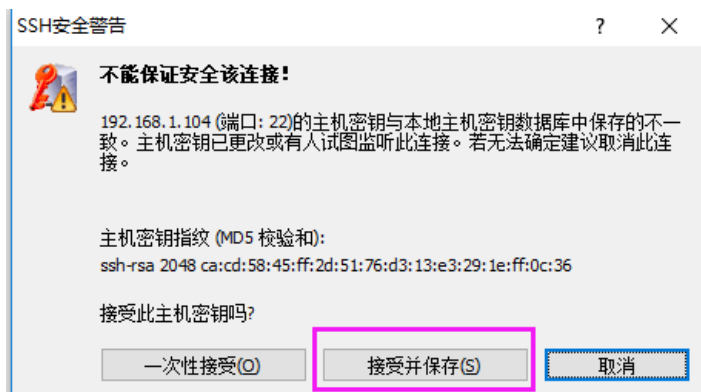 SSH安全警告 ? ×
不能保证安全该连接!
192.168.1.104 (端口: 22)的主机密钥与本地主机密钥数据库中保存的不一
致。主机密钥已更改或有人试图监听此连接。若无法确定建议取消此连
接。
主机密钥指纹 (MD5 校验和):
ssh-rsa 2048 ca:cd:58:45:ff:2d:51:76:d3:13:e3:29:1e:ff:0c:36
接受此主机密钥吗?
一次性接受(O) 接受并保存(S) 取消